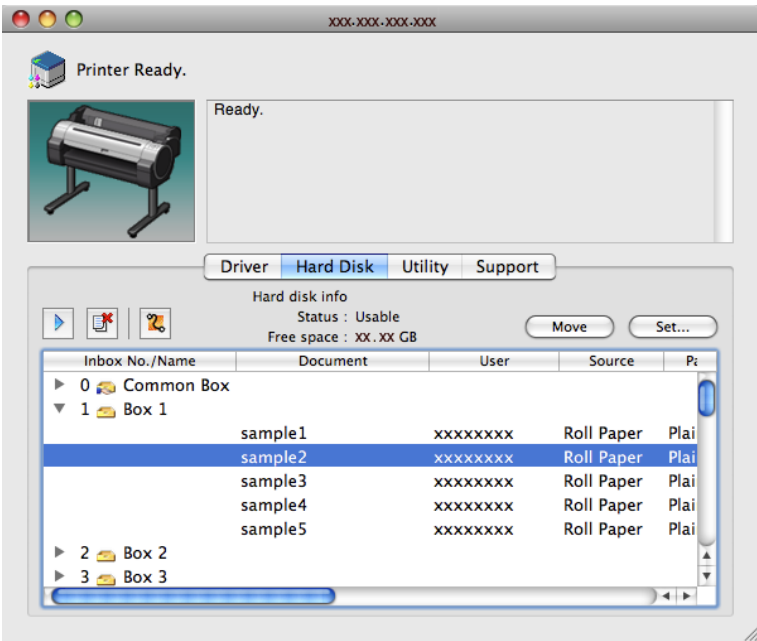 xxx.xxx.xxx.xxx
Printer Ready.
Ready.
Driver Hard Disk Utility Support
Hard disk info
Status : Usable
Free space : XX.XX GB
Move Set...
Inbox No./Name Document User Source Pa
0 Common Box
1 Box 1
sample1 xxxxxxxx Roll Paper Plai
sample2 xxxxxxxx Roll Paper Plai
sample3 xxxxxxxx Roll Paper Plai
sample4 xxxxxxxx Roll Paper Plai
sample5 xxxxxxxx Roll Paper Plai
2 Box 2
3 Box 3